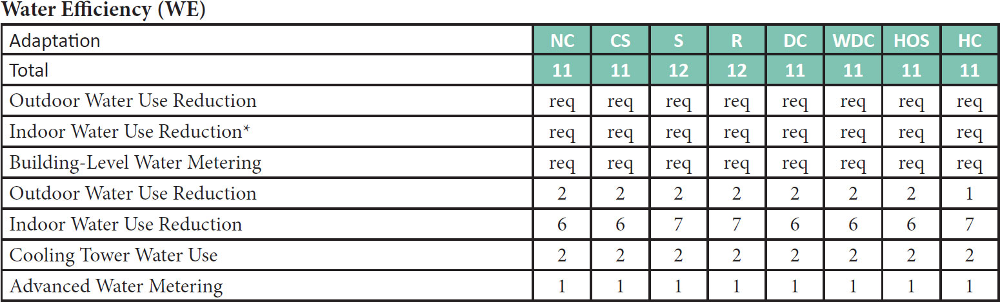 Water Efficiency (WE)
Adaptation NC CS S R DC WDC HOS HC
Total 11 11 12 12 11 11 11 11
Outdoor Water Use Reduction req req req req req req req req
Indoor Water Use Reduction* req req req req req req req req
Building-Level Water Metering req req req req req req req req
Outdoor Water Use Reduction 2 2 2 2 2 2 2 1
Indoor Water Use Reduction 6 6 7 7 6 6 6 7
Cooling Tower Water Use 2 2 2 2 2 2 2 2
Advanced Water Metering 1 1 1 1 1 1 1 1